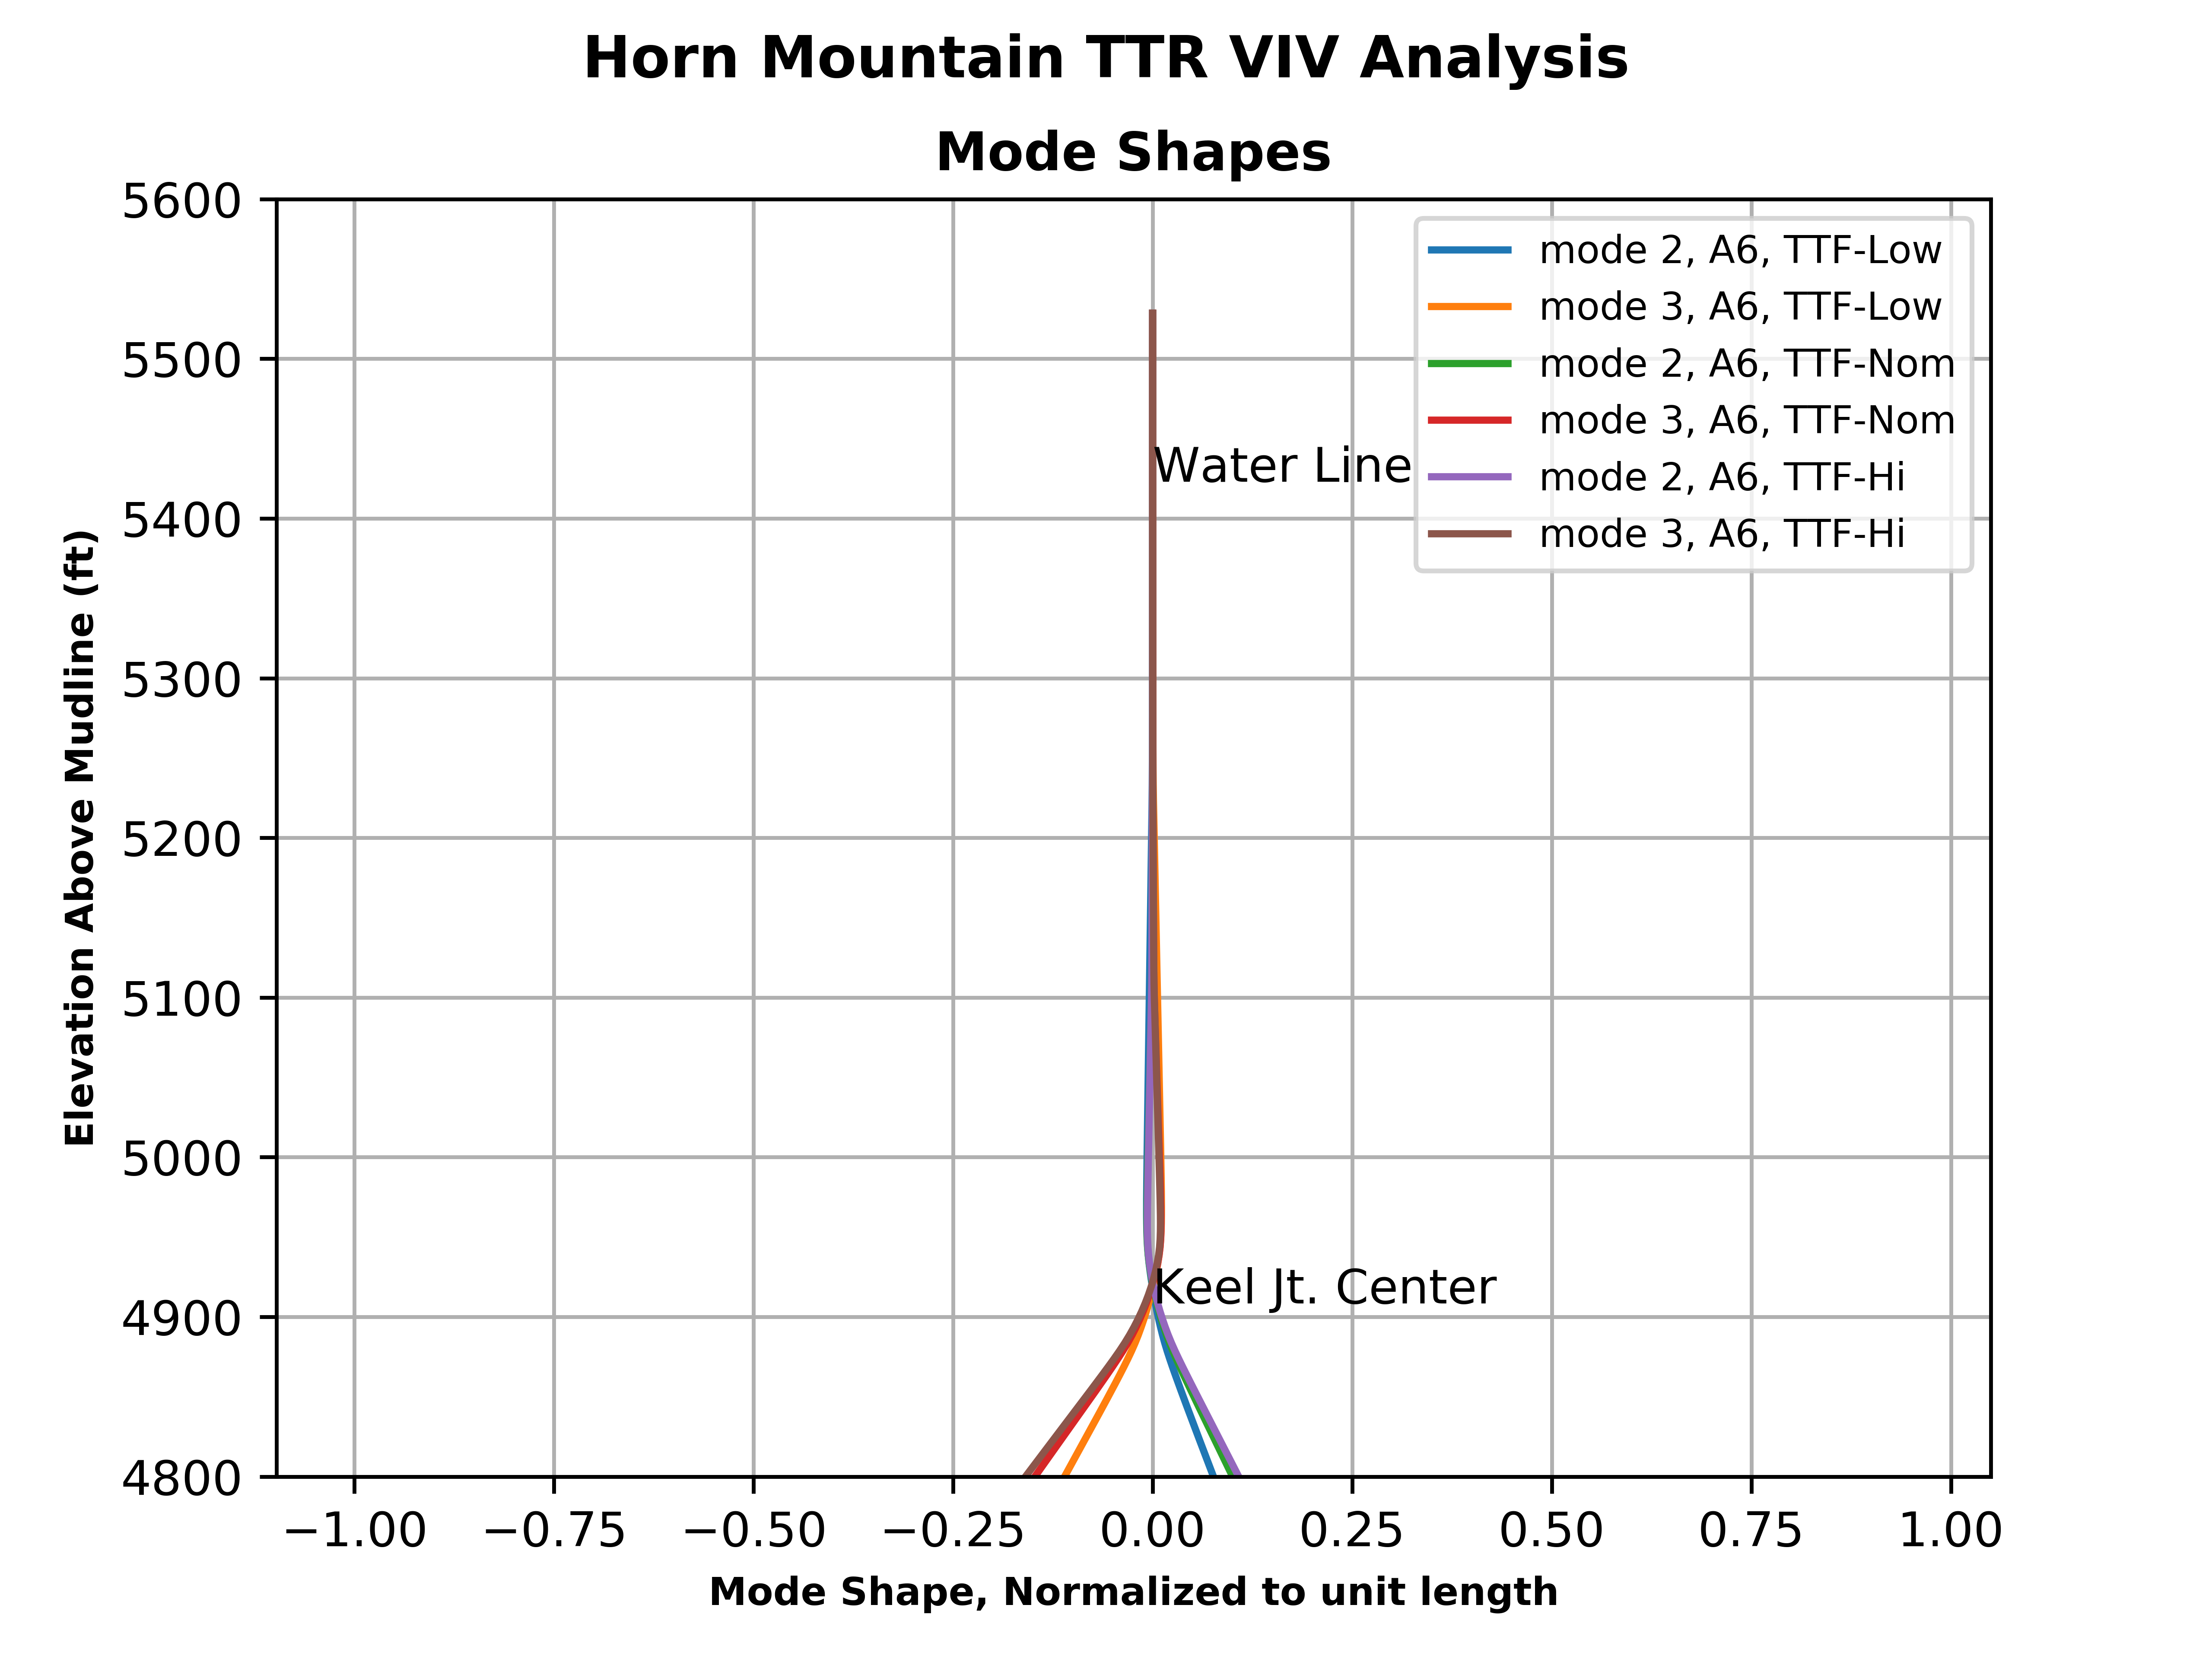 Horn Mountain TTR VIV Analysis
Mode Shapes
5600
5500
5400
5300
5200
5100
5000
4900
4800
Elevation Above Mudline (ft)
mode 2, A6, TTF-Low
mode 3, A6, TTF-Low
mode 2, A6, TTF-Nom
mode 3, A6, TTF-Nom
mode 2, A6, TTF-Hi
mode 3, A6, TTF-Hi
Water Line
Keel Jt. Center
−1.00 −0.75 −0.50 −0.25 0.00 0.25 0.50 0.75 1.00
Mode Shape, Normalized to unit length